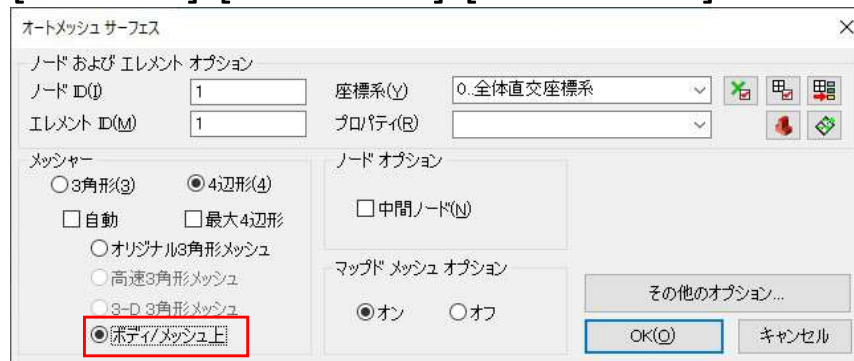 オートメッシュ サーフェス
ノード および エレメント オプション
ノード ID(I) 1 座標系(Y) 0..全体直交座標系
エレメント ID(M) 1 プロパティ(R)
メッシャー
3角形(3) 4辺形(4)
自動 最大4辺形
オリジナル3角形メッシュ
高速3角形メッシュ
3-D 3角形メッシュ
ボディ/メッシュ上
ノード オプション
中間ノード(N)
マップド メッシュ オプション
オン オフ
その他のオプション...
OK(O) キャンセル